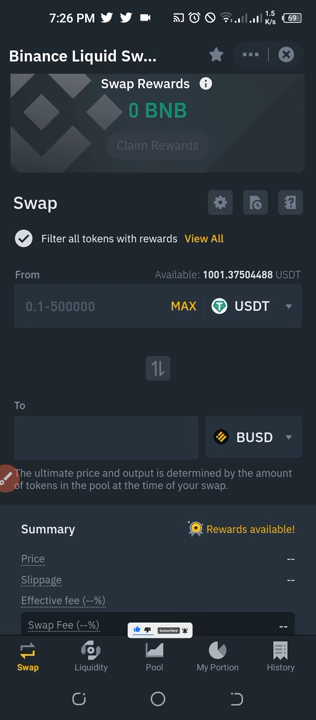 7:26 PM
1.5
K/s
69
Binance Liquid Sw...
Swap Rewards
0 BNB
Claim Rewards
Swap
Filter all tokens with rewards View All
From Available: 1001.37504488 USDT
0.1-500000 MAX USDT
To
BUSD
The ultimate price and output is determined by the amount
of tokens in the pool at the time of your swap.
Summary Rewards available!
Price --
Slippage --
Effective fee (--%)
Swap Fee (--%) --
Subscribed
Swap Liquidity Pool My Portion History